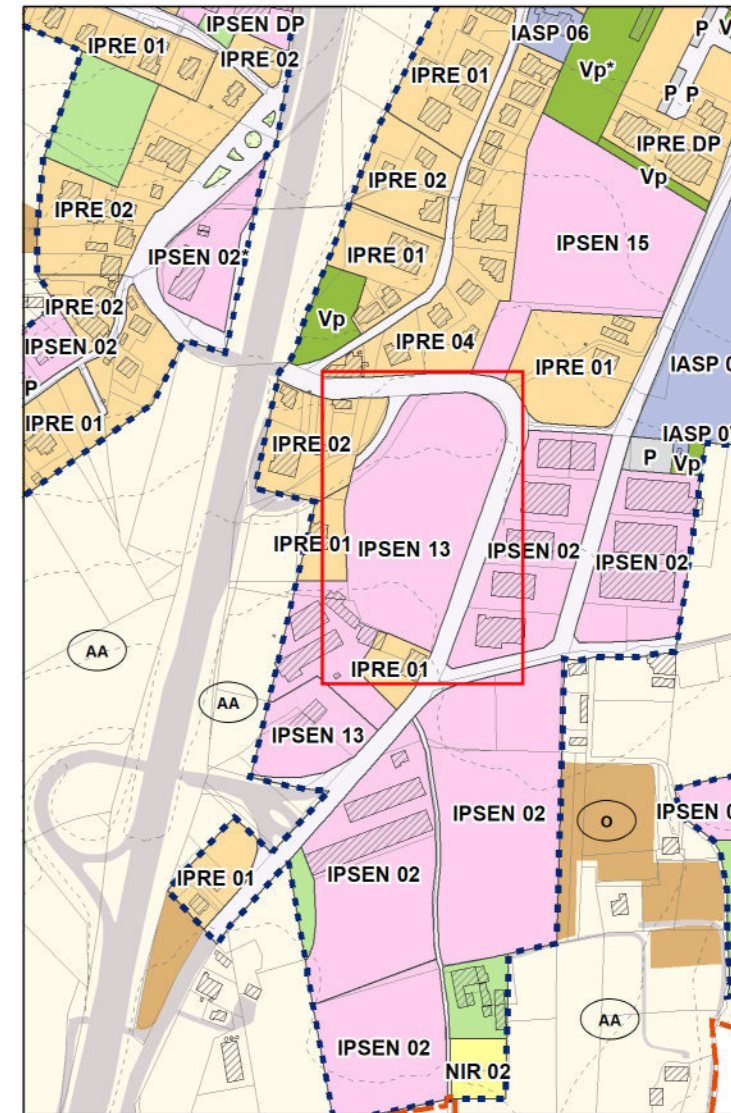 IPSEN DP
IPRE 01
IPRE 02
IASP 06
P
IPRE 01
Vp*
P P
IPRE DP
Vp
IPRE 02
IPRE 02
IPSEN 15
IPSEN 02*
IPRE 01
IPRE 02
Vp
IPSEN 02
IPRE 04
IPRE 01
IASP
P
IPRE 01
IPRE 02
IASP
P
Vp
IPRE 01
IPSEN 13
IPSEN 02
IPSEN 02
AA
IPRE 01
AA
IPSEN 13
IPSEN 02
O
IPSEN
IPRE 01
IPSEN 02
AA
IPSEN 02
NIR 02